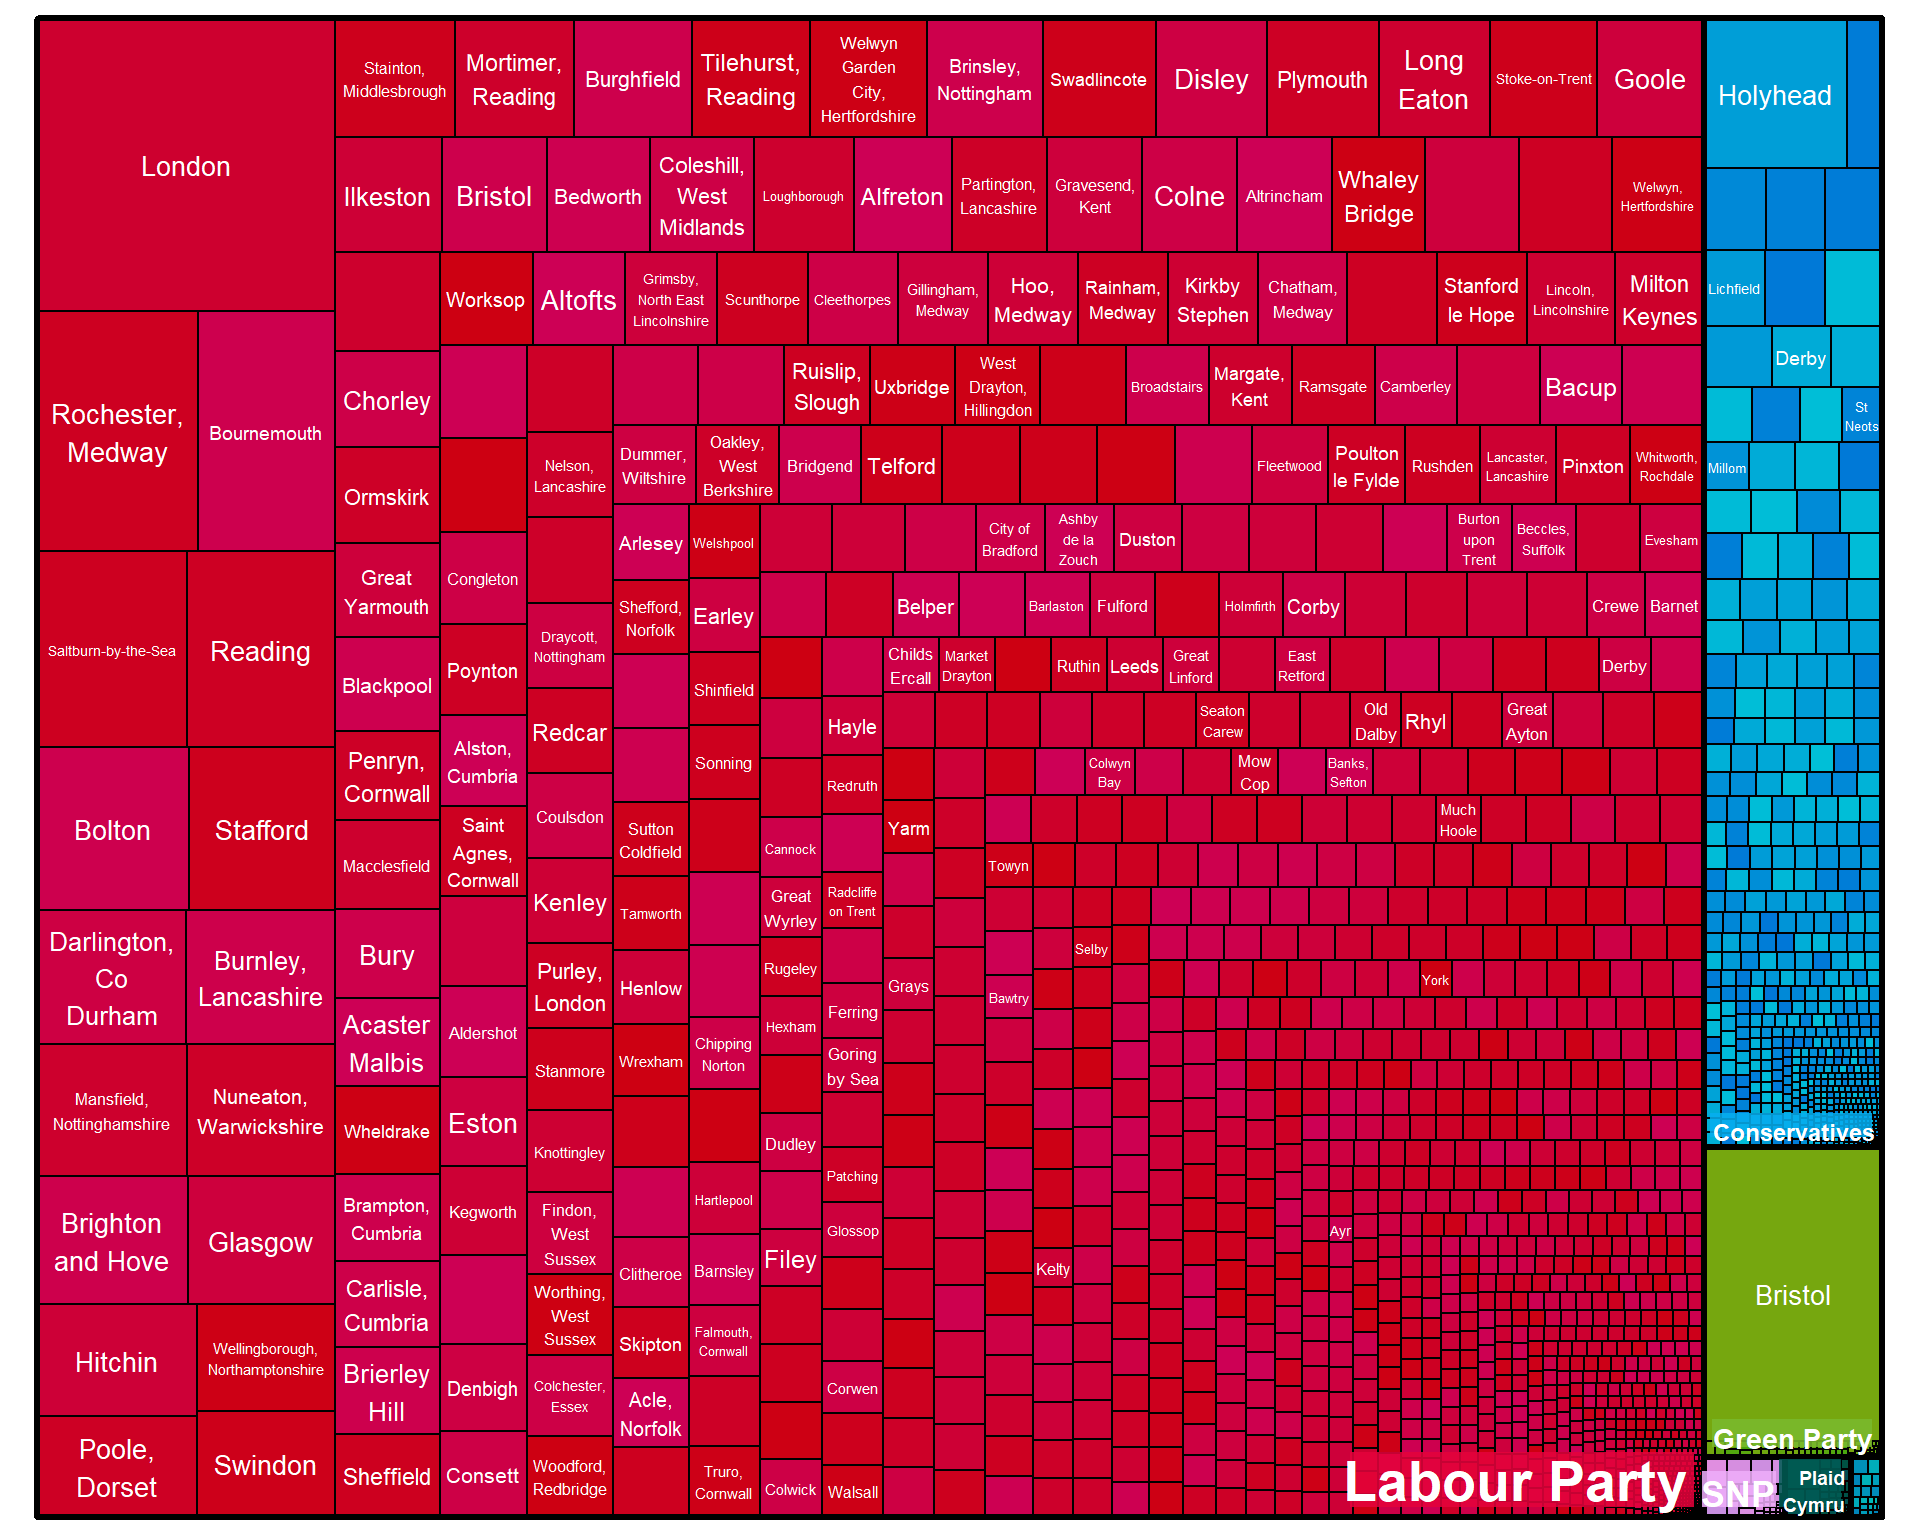 London
Rochester,
Medway
Bournemouth
Saltburn-by-the-Sea
Reading
Bolton
Stafford
Darlington,
Co
Durham
Burnley,
Lancashire
Mansfield,
Nottinghamshire
Nuneaton,
Warwickshire
Brighton
and Hove
Glasgow
Hitchin
Wellingborough,
Northamptonshire
Poole,
Dorset
Swindon
Stainton,
Middlesbrough
Mortimer,
Reading
Burghfield
Tilehurst,
Reading
Welwyn
Garden
City,
Hertfordshire
Brinsley,
Nottingham
Swadlincote
Disley
Plymouth
Long
Eaton
Stoke-on-Trent
Goole
Ilkeston
Bristol
Bedworth
Coleshill,
West
Midlands
Loughborough
Alfreton
Partington,
Lancashire
Gravesend,
Kent
Colne
Altrincham
Whaley
Bridge
Welwyn,
Hertfordshire
Worksop
Altofts
Grimsby,
North East
Lincolnshire
Scunthorpe
Cleethorpes
Gillingham,
Medway
Hoo,
Medway
Rainham,
Medway
Kirkby
Stephen
Chatham,
Medway
Stanford
le Hope
Lincoln,
Lincolnshire
Milton
Keynes
Chorley
Ormskirk
Great
Yarmouth
Blackpool
Penryn,
Cornwall
Macclesfield
Bury
Acaster
Malbis
Wheldrake
Brampton,
Cumbria
Carlisle,
Cumbria
Brierley
Hill
Sheffield
Congleton
Poynton
Alston,
Cumbria
Saint
Agnes,
Cornwall
Aldershot
Eston
Kegworth
Denbigh
Consett
Nelson,
Lancashire
Draycott,
Nottingham
Redcar
Coulsdon
Kenley
Purley,
London
Stanmore
Knottingley
Findon,
West
Sussex
Worthing,
West
Sussex
Colchester,
Essex
Woodford,
Redbridge
Ruislip,
Slough
Uxbridge
West
Drayton,
Hillingdon
Broadstairs
Margate,
Kent
Ramsgate
Camberley
Bacup
Dummer,
Wiltshire
Oakley,
West
Berkshire
Bridgend
Telford
Fleetwood
Poulton
le Fylde
Rushden
Lancaster,
Lancashire
Pinxton
Whitworth,
Rochdale
Arlesey
Shefford,
Norfolk
Sutton
Coldfield
Tamworth
Henlow
Wrexham
Clitheroe
Skipton
Acle,
Norfolk
Welshpool
Earley
Shinfield
Sonning
Chipping
Norton
Hartlepool
Barnsley
Falmouth,
Cornwall
Truro,
Cornwall
City of
Bradford
Ashby
de la
Zouch
Duston
Burton
upon
Trent
Beccles,
Suffolk
Evesham
Belper
Barlaston
Fulford
Holmfirth
Corby
Crewe
Barnet
Cannock
Great
Wyrley
Rugeley
Hexham
Dudley
Filey
Colwick
Hayle
Redruth
Radcliffe
on Trent
Ferring
Goring
by Sea
Patching
Glossop
Corwen
Walsall
Childs
Ercall
Market
Drayton
Ruthin
Leeds
Great
Linford
East
Retford
Derby
Seaton
Carew
Old
Dalby
Rhyl
Great
Ayton
Yarm
Grays
Colwyn
Bay
Mow
Cop
Banks,
Sefton
Much
Hoole
Towyn
Bawtry
Selby
York
Kelty
Ayr
Labour Party
Holyhead
Lichfield
Derby
St
Neots
Millom
Conservatives
Bristol
Green Party
SNP
Plaid
Cymru